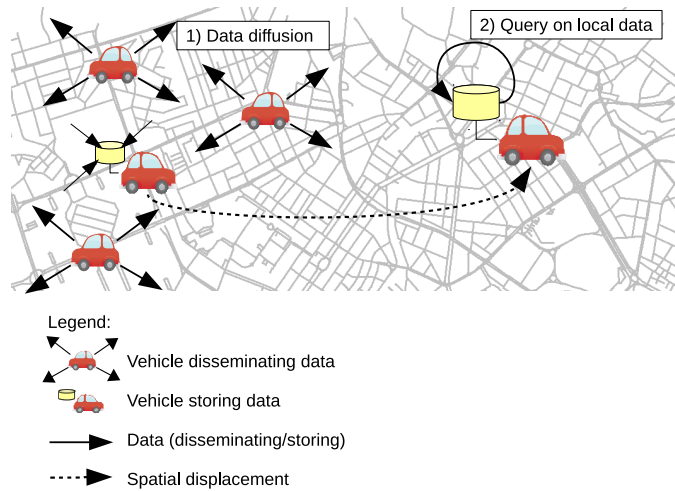 1) Data diffusion
2) Query on local data
Legend:
Vehicle disseminating data
Vehicle storing data
Data (disseminating/storing)
Spatial displacement